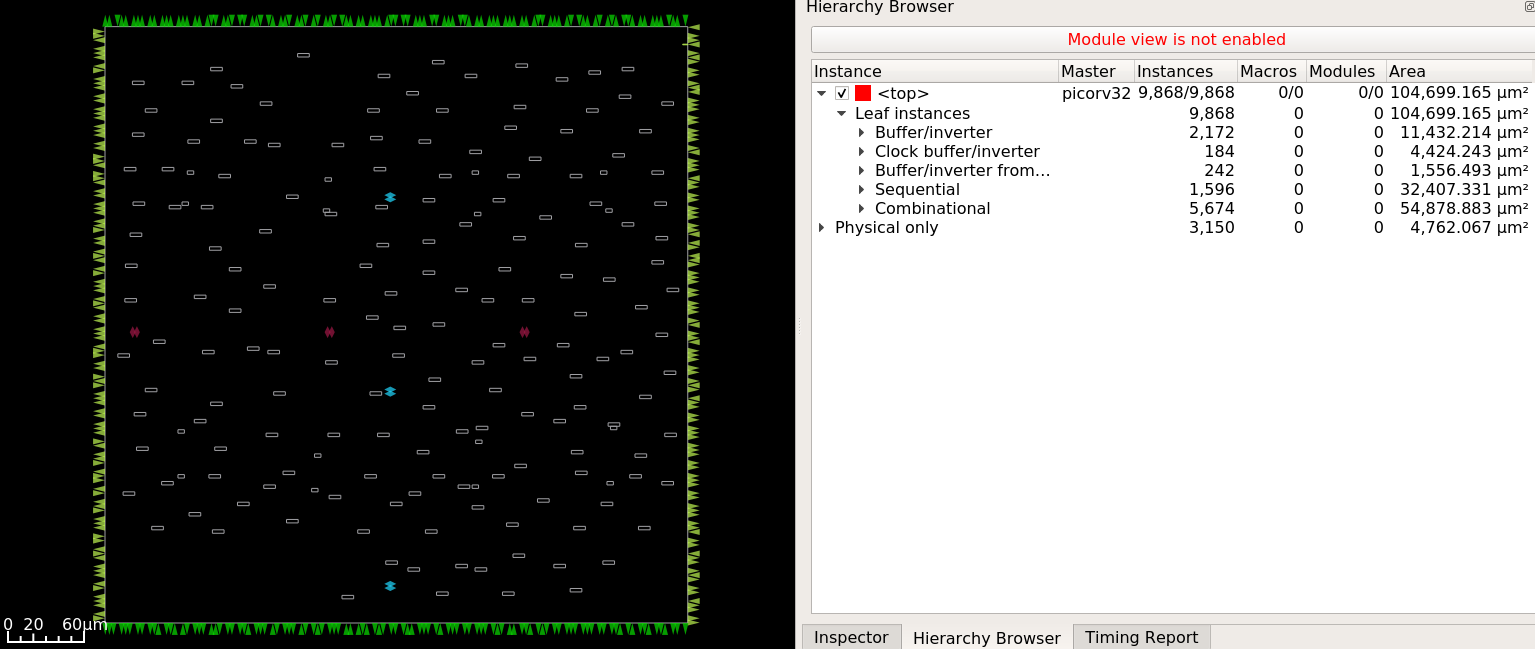 Hierarchy Browser
Module view is not enabled
Instance Master Instances Macros Modules Area
<top> picorv32 9,868/9,868 0/0 0/0 104,699.165 μm²
Leaf instances 9,868 0 0 104,699.165 μm²
Buffer/inverter 2,172 0 0 11,432.214 μm²
Clock buffer/inverter 184 0 0 4,424.243 μm²
Buffer/inverter from... 242 0 0 1,556.493 μm²
Sequential 1,596 0 0 32,407.331 μm²
Combinational 5,674 0 0 54,878.883 μm²
Physical only 3,150 0 0 4,762.067 μm²
0 20 60μm
Inspector Hierarchy Browser Timing Report